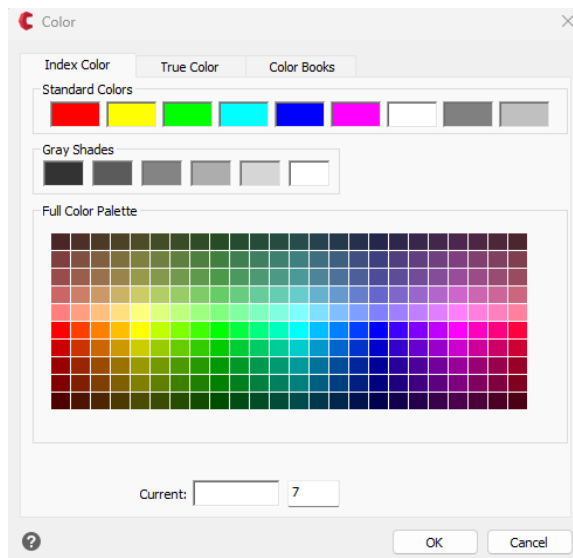 Color
Index Color True Color Color Books
Standard Colors
Gray Shades
Full Color Palette
Current: 7
OK Cancel